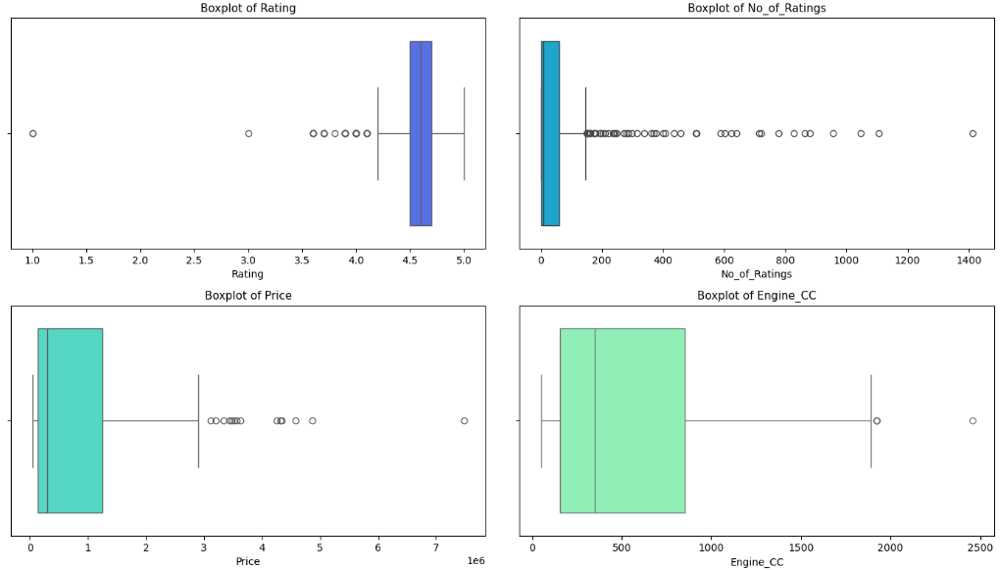 Boxplot of Rating
1.0 1.5 2.0 2.5 3.0 3.5 4.0 4.5 5.0
Rating
Boxplot of No_of_Ratings
0 200 400 600 800 1000 1200 1400
No_of_Ratings
Boxplot of Price
0 1 2 3 4 5 6 7
1e6
Price
Boxplot of Engine_CC
0 500 1000 1500 2000 2500
Engine_CC